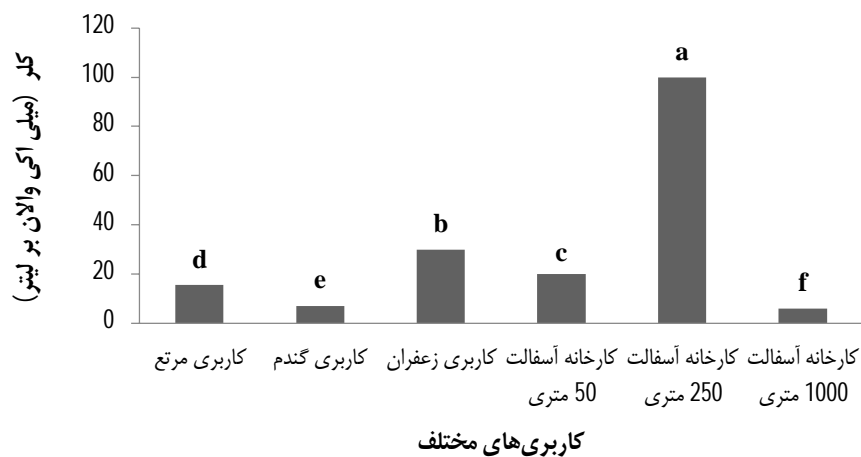 کلر (میلی اکی والان بر لیتر)
120
100
80
60
40
20
0
d
e
b
c
a
f
کاربری مرتع
کاربری گندم
کاربری زعفران
کارخانه آسفالت
50 متری
کارخانه آسفالت
250 متری
کارخانه آسفالت
1000 متری
کاربری‌های مختلف